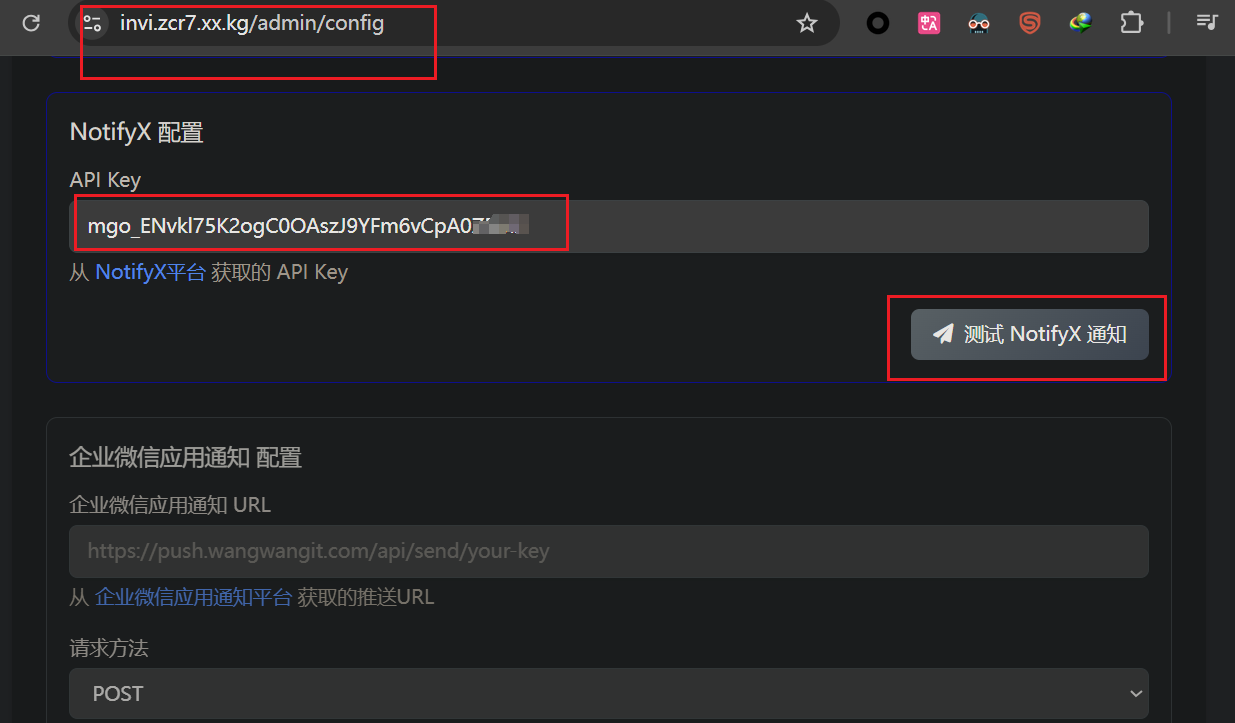 invi.zcr7.xx.kg/admin/config
NotifyX 配置
API Key
mgo_ENvkl75K2ogC0OAszJ9YFm6vCpA0
从 NotifyX平台 获取的 API Key
测试 NotifyX 通知
企业微信应用通知 配置
企业微信应用通知 URL
https://push.wangwangit.com/api/send/your-key
从 企业微信应用通知平台 获取的推送URL
请求方法
POST